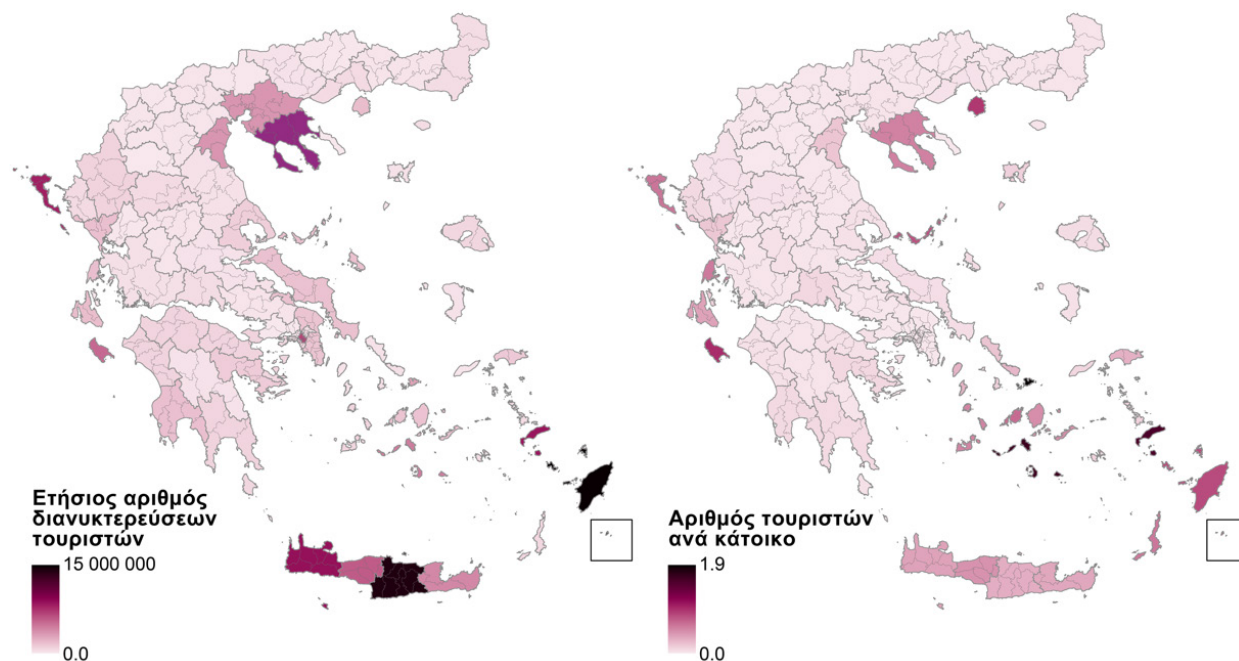 Ετήσιος αριθμός
διανυκτερεύσεων
τουριστών
15 000 000
0.0
Αριθμός τουριστών
ανά κάτοικο
1.9
0.0